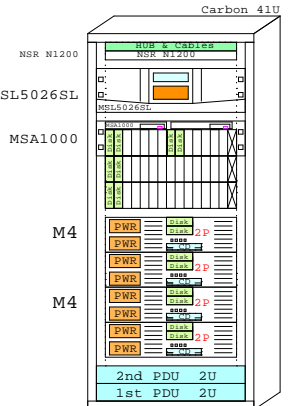 Carbon 41U
HUB & Cables
NSR N1200 NSR N1200
SL5026SL
MSL5026SL
MSA1000
MSA1000
Disk Disk Disk Disk
Disk Disk
Disk Disk
M4
PWR Disk
Disk 2P
PWR CD
PWR Disk
Disk 2P
PWR CD
M4
PWR Disk
Disk 2P
PWR CD
PWR Disk
Disk 2P
PWR CD
2nd PDU 2U
1st PDU 2U